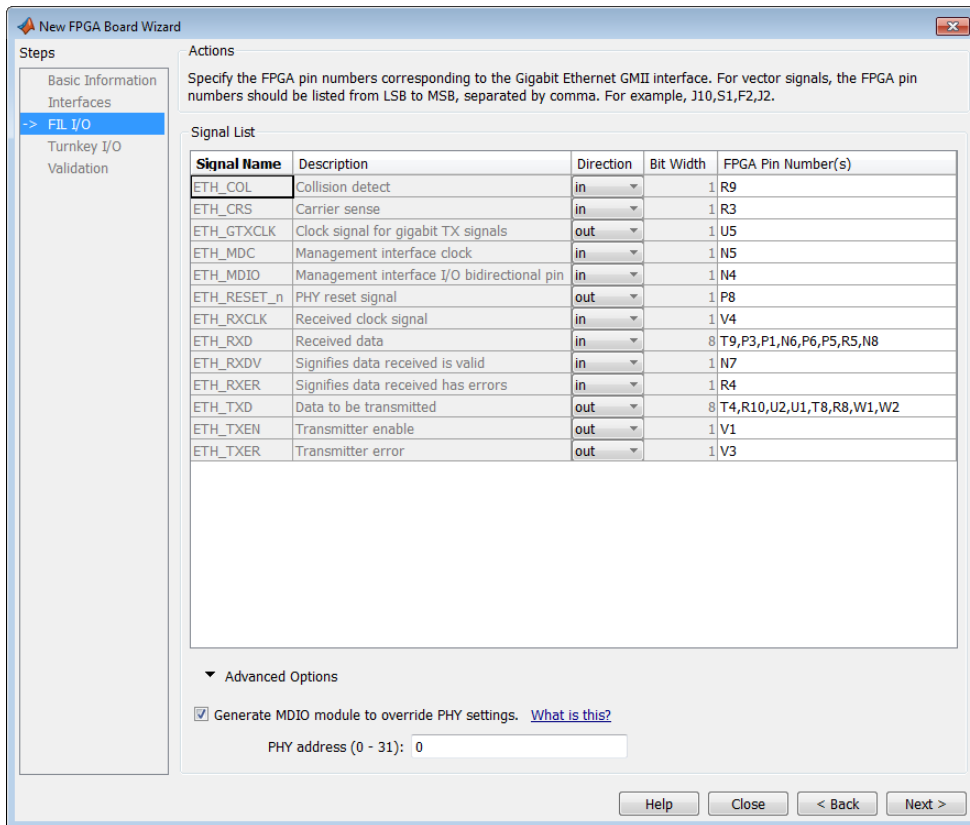 New FPGA Board Wizard
Steps
Basic Information
Interfaces
-> FIL I/O
Turnkey I/O
Validation
Actions
Specify the FPGA pin numbers corresponding to the Gigabit Ethernet GMII interface. For vector signals, the FPGA pin
numbers should be listed from LSB to MSB, separated by comma. For example, J10,S1,F2,J2.
Signal List
Signal Name Description Direction Bit Width FPGA Pin Number(s)
ETH_COL Collision detect in 1 R9
ETH_CRS Carrier sense in 1 R3
ETH_GTXCLK Clock signal for gigabit TX signals out 1 U5
ETH_MDC Management interface clock in 1 N5
ETH_MDIO Management interface I/O bidirectional pin in 1 N4
ETH_RESET_n PHY reset signal out 1 P8
ETH_RXCLK Received clock signal in 1 V4
ETH_RXD Received data in 8 T9,P3,P1,N6,P6,P5,R5,N8
ETH_RXDV Signifies data received is valid in 1 N7
ETH_RXER Signifies data received has errors in 1 R4
ETH_TXD Data to be transmitted out 8 T4,R10,U2,U1,T8,R8,W1,W2
ETH_TXEN Transmitter enable out 1 V1
ETH_TXER Transmitter error out 1 V3
Advanced Options
Generate MDIO module to override PHY settings. What is this?
PHY address (0 - 31): 0
Help Close < Back Next >